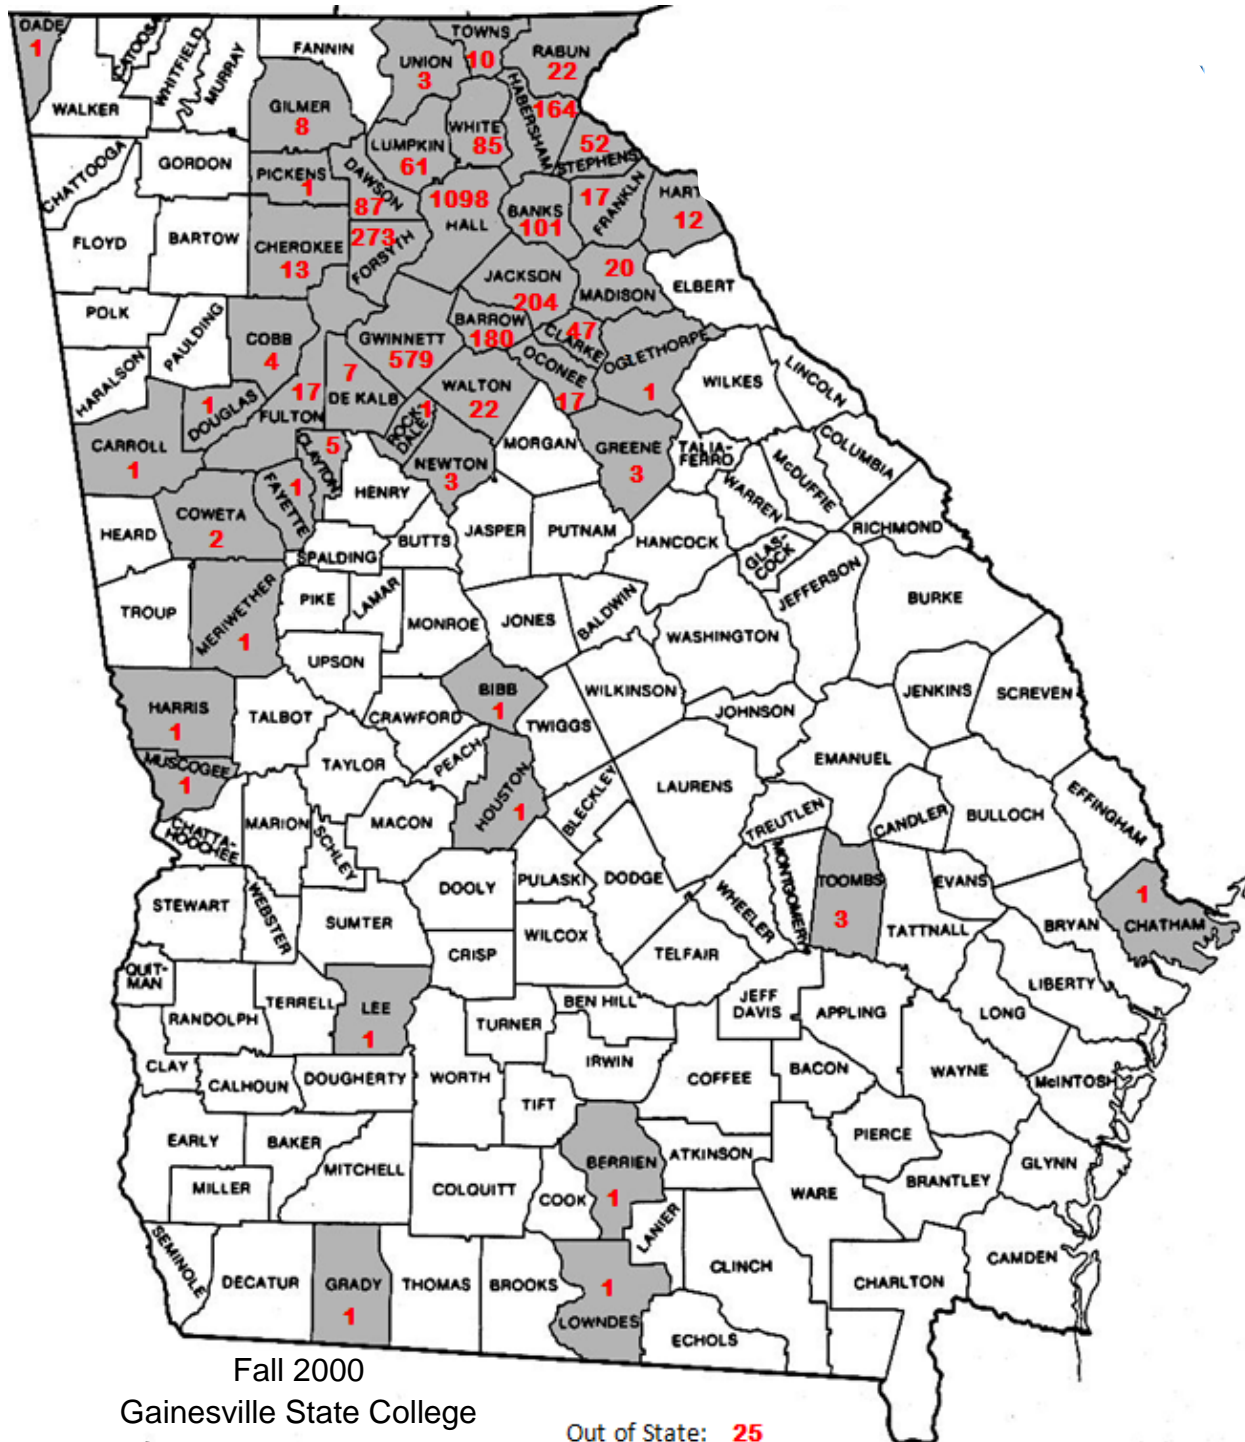 DADE
1
CATOOSA
WHITFIELD
MURRAY
FANNIN
UNION
3
TOWNS
10
RABUN
22
WALKER
GILMER
8
LUMPKIN
61
WHITE
85
HABERSHAM
164
52
STEPHENS
CHATTOOGA
GORDON
PICKENS
1
DAWSON
87
1098
HALL
BANKS
101
17
FRANKLN
HART
12
FLOYD
BARTOW
CHEROKEE
13
273
FORSYTH
JACKSON
204
20
MADISON
ELBERT
POLK
PAULDING
COBB
4
GWINNETT
579
BARROW
180
47
CLARKE
OCONEE
17
OGLETHORPE
1
WILKES
LINCOLN
HARALSON
1
DOUGLAS
17
FULTON
7
DE KALB
1
ROCK-
DALE
WALTON
22
MORGAN
GREENE
3
TALIA-
FERRO
COLUMBIA
McDUFFIE
WARREN
CARROLL
1
5
CLAYTON
NEWTON
3
HENRY
FAYETTE
1
COWETA
2
HEARD
SPALDING
BUTTS
JASPER
PUTNAM
HANCOCK
GLAS-
COCK
RICHMOND
JEFFERSON
BURKE
TROUP
MERIWETHER
1
PIKE
LAMAR
MONROE
JONES
BALDWIN
WASHINGTON
UPSON
WILKINSON
JENKINS
SCREVEN
HARRIS
1
TALBOT
CRAWFORD
BIBB
1
TWIGGS
JOHNSON
EMANUEL
MUSCOGEE
1
TAYLOR
PEACH
HOUSTON
1
BLECKLEY
LAURENS
TREUTLEN
CANDLER
BULLOCH
EFFINGHAM
CHATTA-
HOOCHEE
MARION
SCHLEY
MACON
DOOLY
PULASKI
DODGE
WHEELER
MONTGOMERY
TOOMBS
3
EVANS
TATTNALL
BRYAN
1
CHATHAM
STEWART
WEBSTER
SUMTER
CRISP
WILCOX
TELFAIR
QUIT-
MAN
RANDOLPH
TERRELL
LEE
1
TURNER
BEN HILL
JEFF
DAVIS
APPLING
LONG
LIBERTY
CLAY
CALHOUN
DOUGHERTY
WORTH
IRWIN
COFFEE
BACON
WAYNE
McINTOSH
TIFT
EARLY
BAKER
MITCHELL
BERRIEN
1
ATKINSON
PIERCE
GLYNN
MILLER
COLQUITT
COOK
WARE
BRANTLEY
SEMINOLE
DECATUR
GRADY
1
THOMAS
BROOKS
1
LOWNDES
LANIER
CLINCH
ECHOLS
CHARLTON
CAMDEN
Fall 2000
Gainesville State College
Out of State: 25